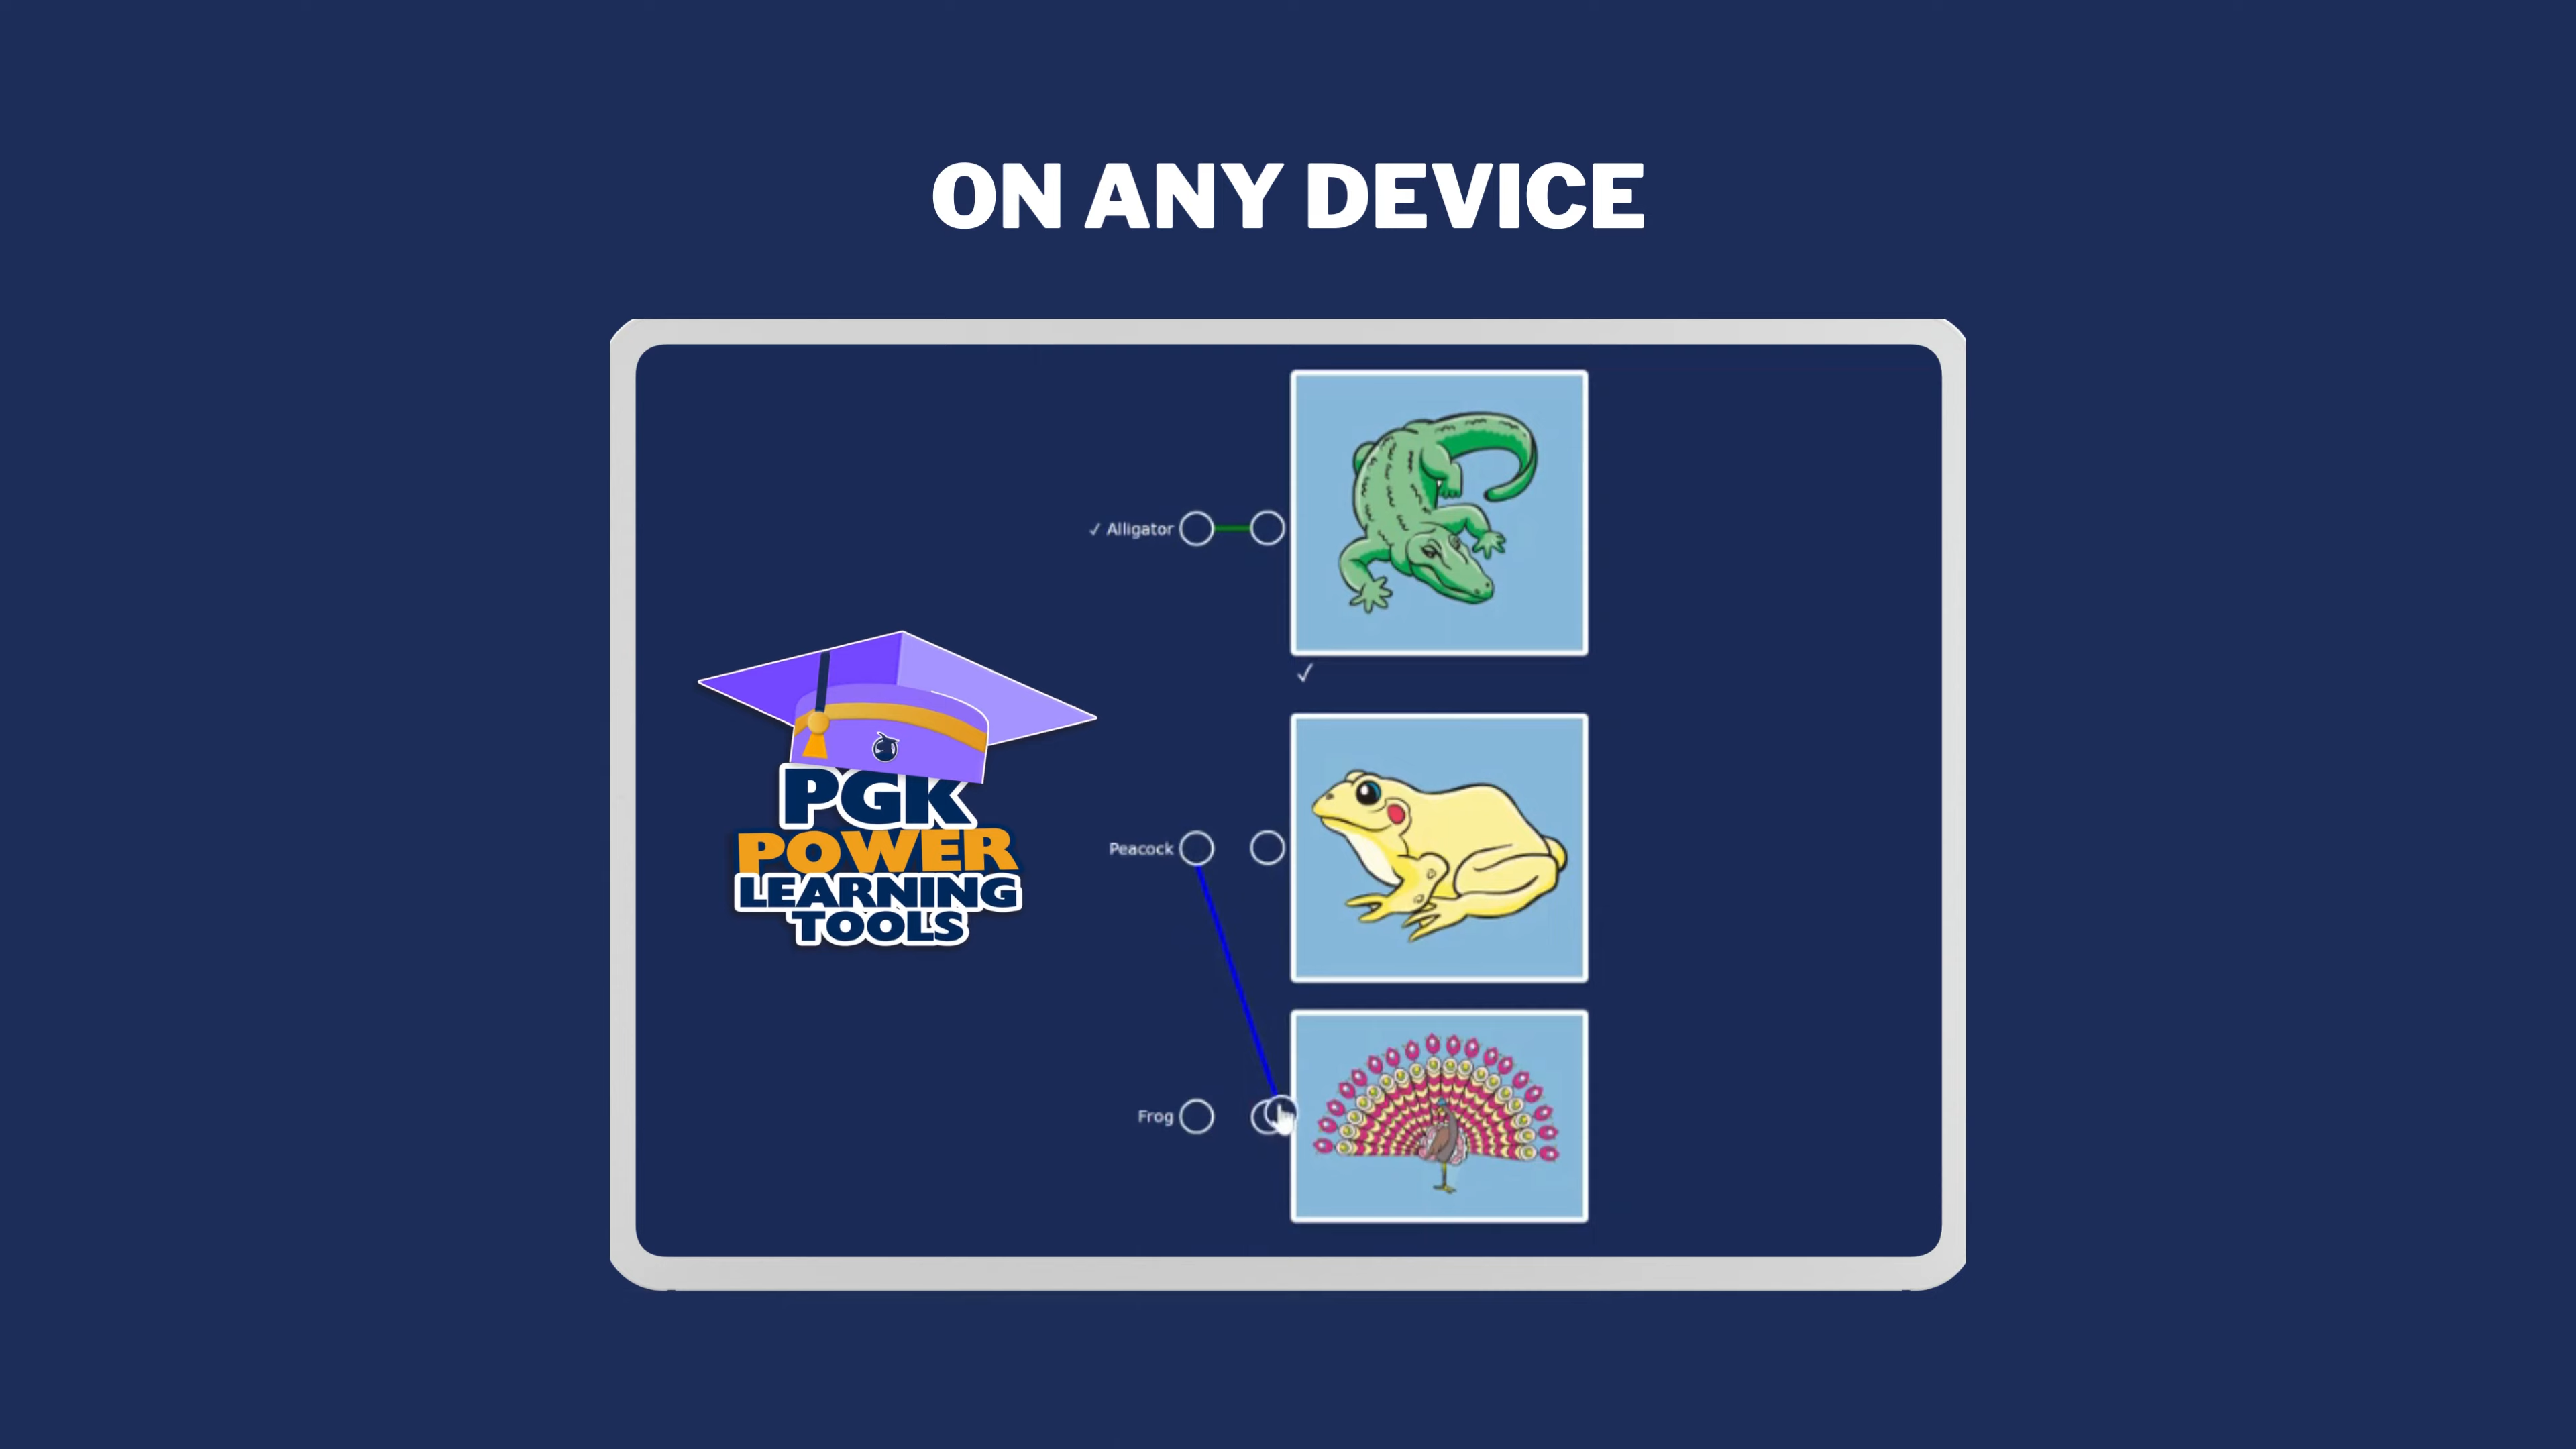 ON ANY DEVICE
✓ Alligator
✓
PGK
POWER
LEARNING
TOOLS
Peacock
Frog